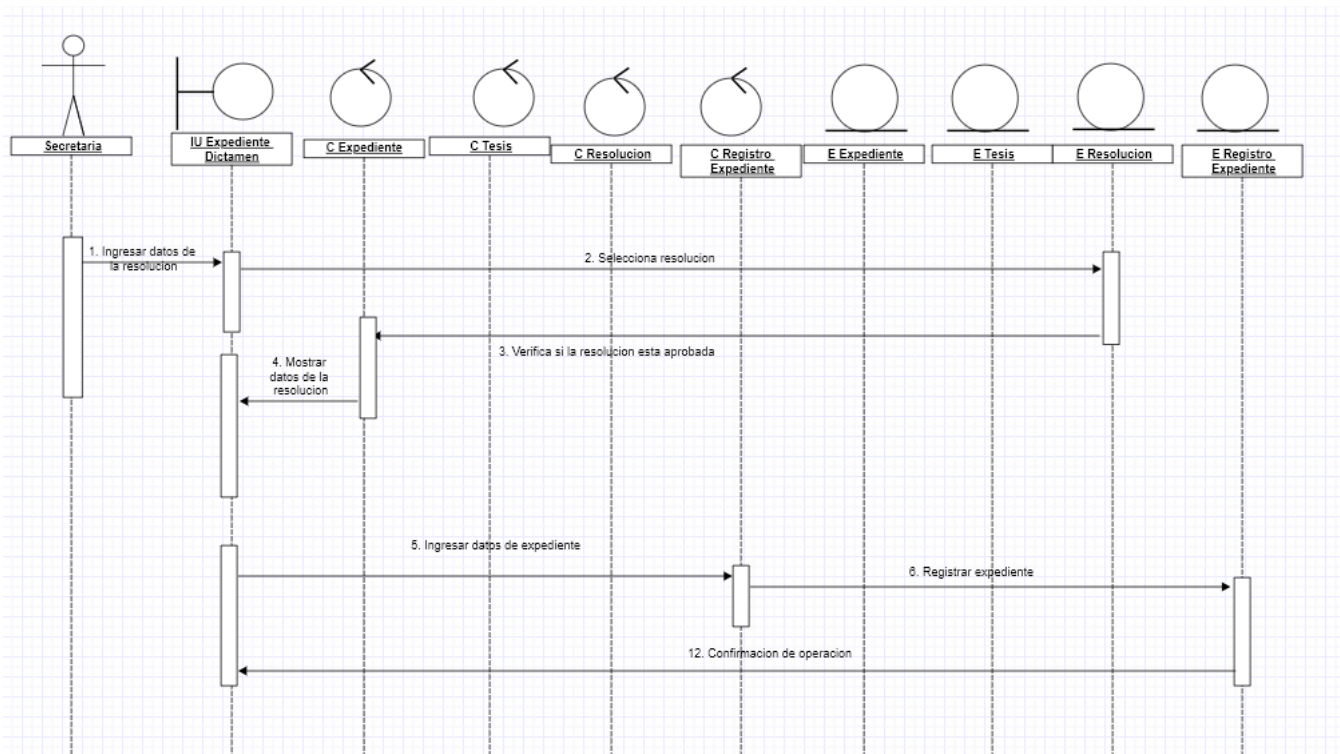 Secretaria
IU Expediente
Dictamen
C Expediente
C Tesis
C Resolucion
C Registro
Expediente
E Expediente
E Tesis
E Resolucion
E Registro
Expediente
1. Ingresar datos de
la resolucion
2. Selecciona resolucion
3. Verifica si la resolucion esta aprobada
4. Mostrar
datos de la
resolucion
5. Ingresar datos de expediente
6. Registrar expediente
12. Confirmacion de operacion